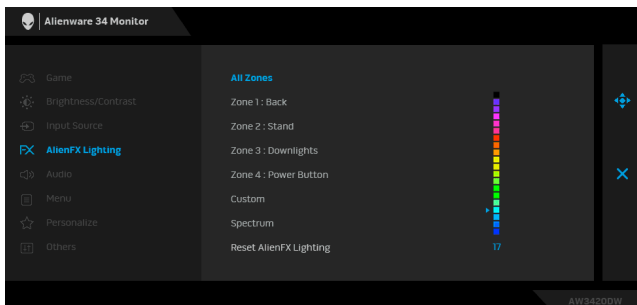 Alienware 34 Monitor
Game
Brightness/Contrast
Input Source
FX AlienFX Lighting
Audio
Menu
Personalize
Others
All Zones
Zone 1 : Back
Zone 2 : Stand
Zone 3 : Downlights
Zone 4 : Power Button
Custom
Spectrum
Reset AlienFX Lighting
17
AW3420DW